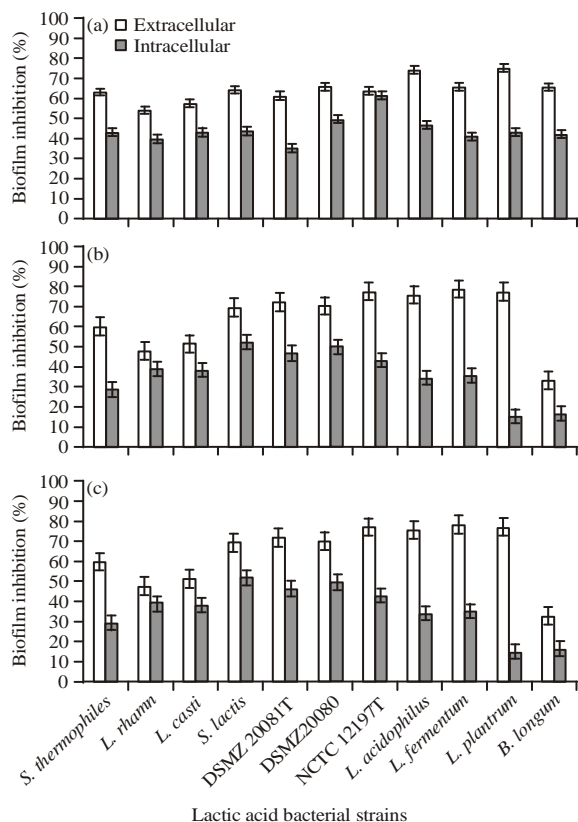 (a)
Extracellular
Intracellular
Biofilm inhibition (%)
100
90
80
70
60
50
40
30
20
10
0
(b)
Biofilm inhibition (%)
100
90
80
70
60
50
40
30
20
10
0
(c)
Biofilm inhibition (%)
100
90
80
70
60
50
40
30
20
10
0
S. thermophiles
L. rhamn
L. casti
S. lactis
DSMZ 20081T
DSMZ20080
NCTC 12197T
L. acidophilus
L. fermentum
L. plantrum
B. longum
Lactic acid bacterial strains